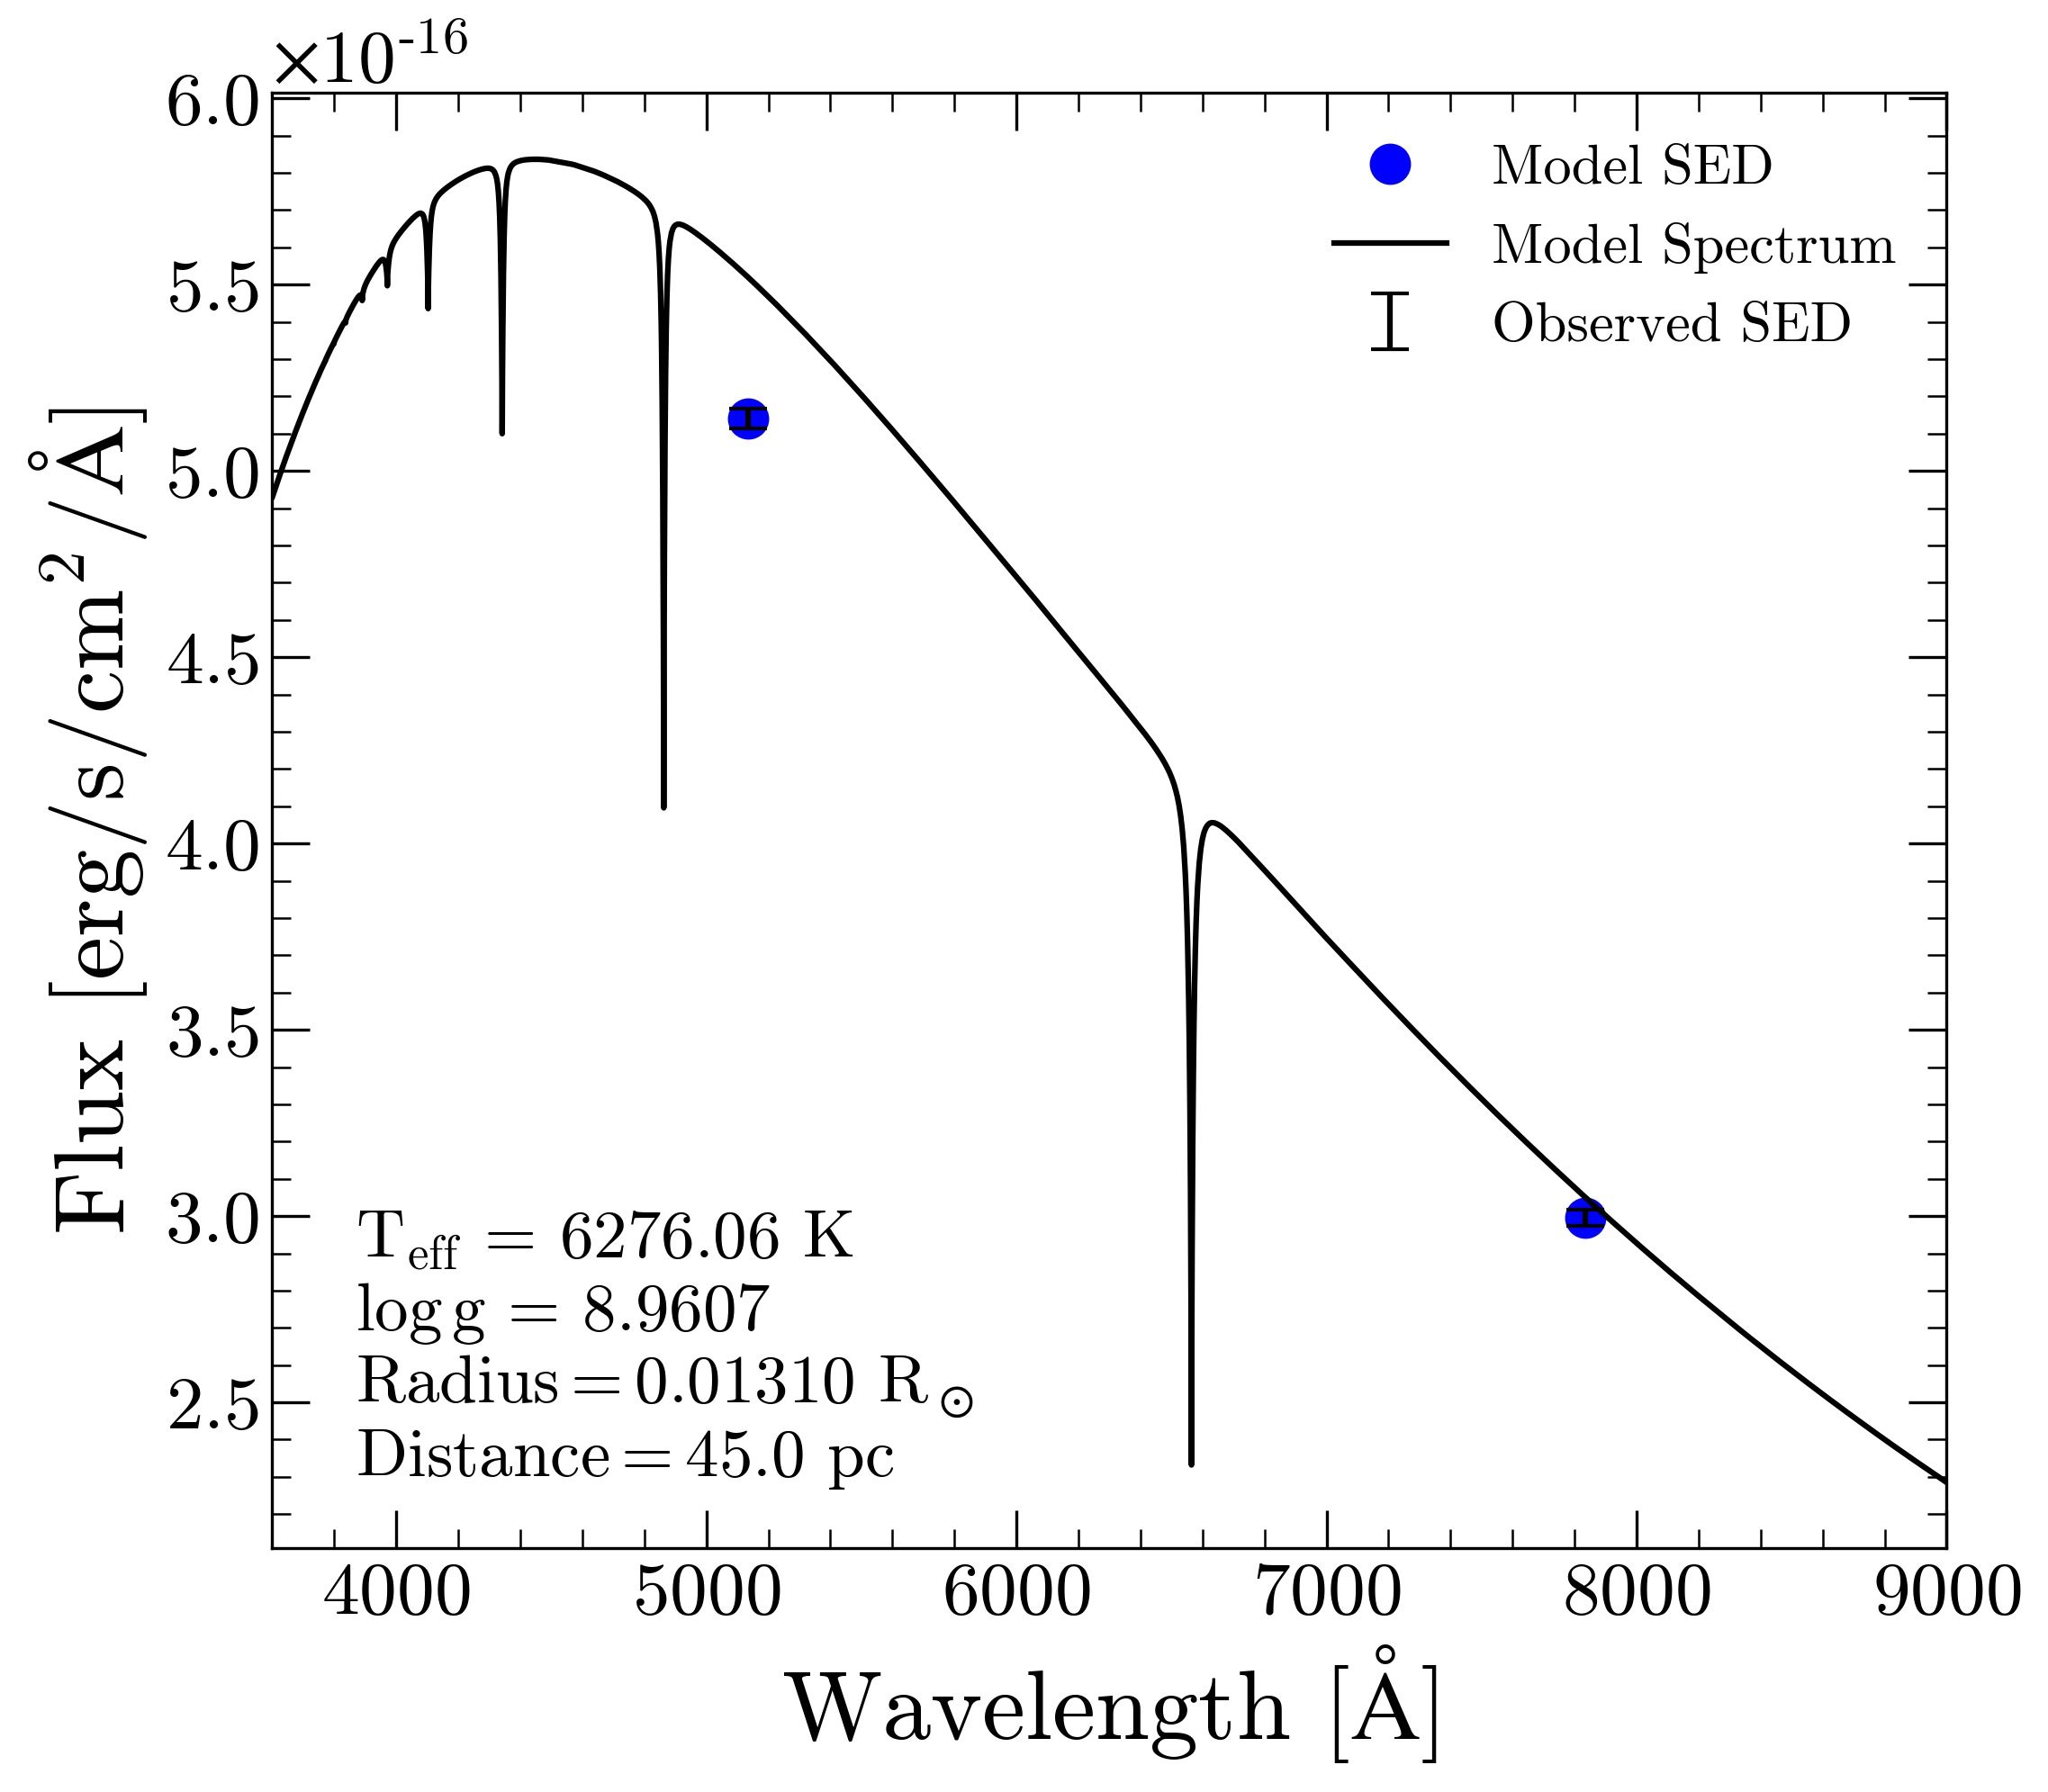 ×10-16
6.0
5.5
5.0
4.5
4.0
3.5
3.0
2.5
Flux [erg/s/cm2/Å]
Model SED
Model Spectrum
Observed SED
Teff = 6276.06 K
log g = 8.9607
Radius = 0.01310 R⊙
Distance = 45.0 pc
4000 5000 6000 7000 8000 9000
Wavelength [Å]